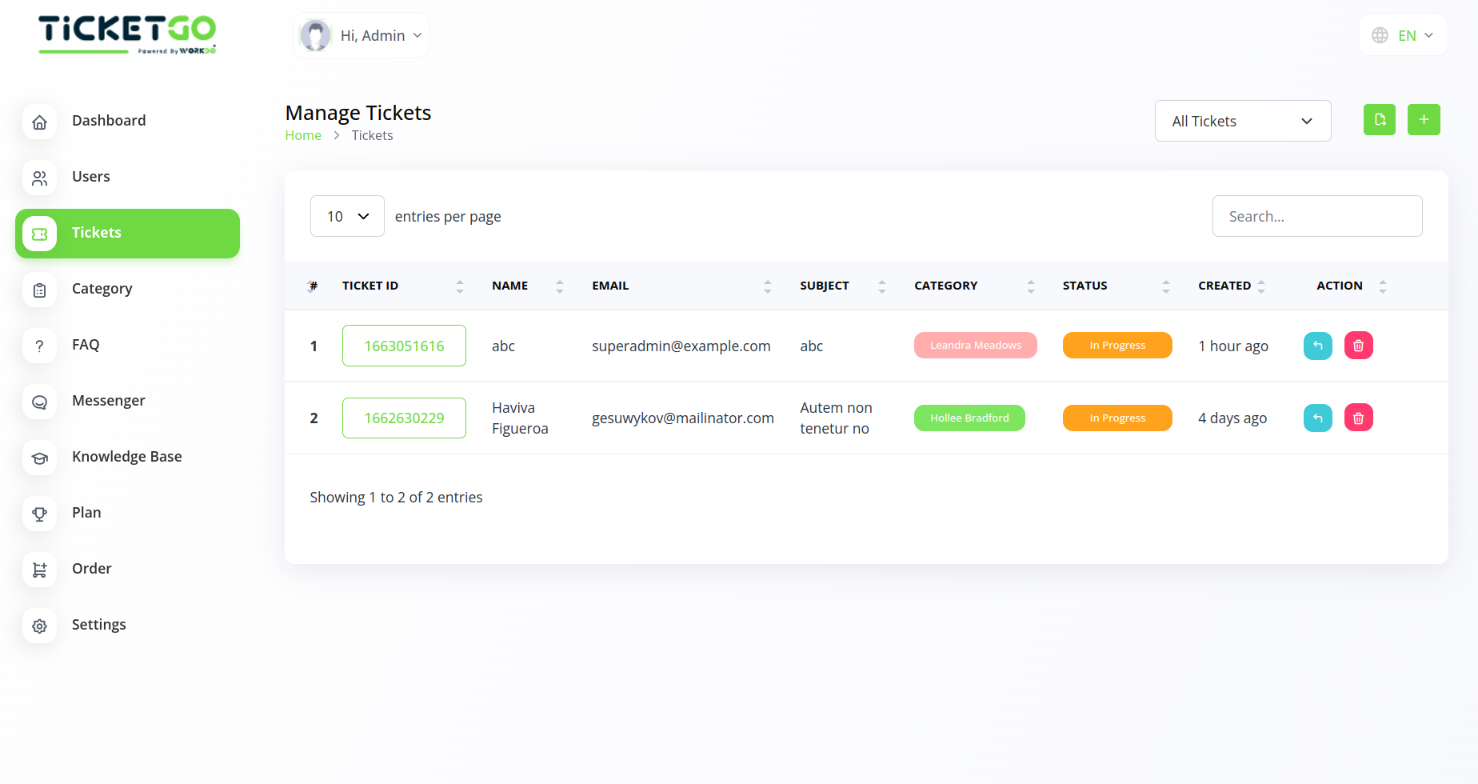 TiCKETGO
Powered By WORKDO
Hi, Admin
EN
Dashboard
Users
Tickets
Category
? FAQ
Messenger
Knowledge Base
Plan
Order
Settings
Manage Tickets
Home > Tickets
All Tickets
+
10 entries per page
Search...
# TICKET ID NAME EMAIL SUBJECT CATEGORY STATUS CREATED ACTION
1 1663051616 abc superadmin@example.com abc Leandra Meadows In Progress 1 hour ago
2 1662630229 Haviva Figueroa gesuwykov@mailinator.com Autem non tenetur no Hollee Bradford In Progress 4 days ago
Showing 1 to 2 of 2 entries